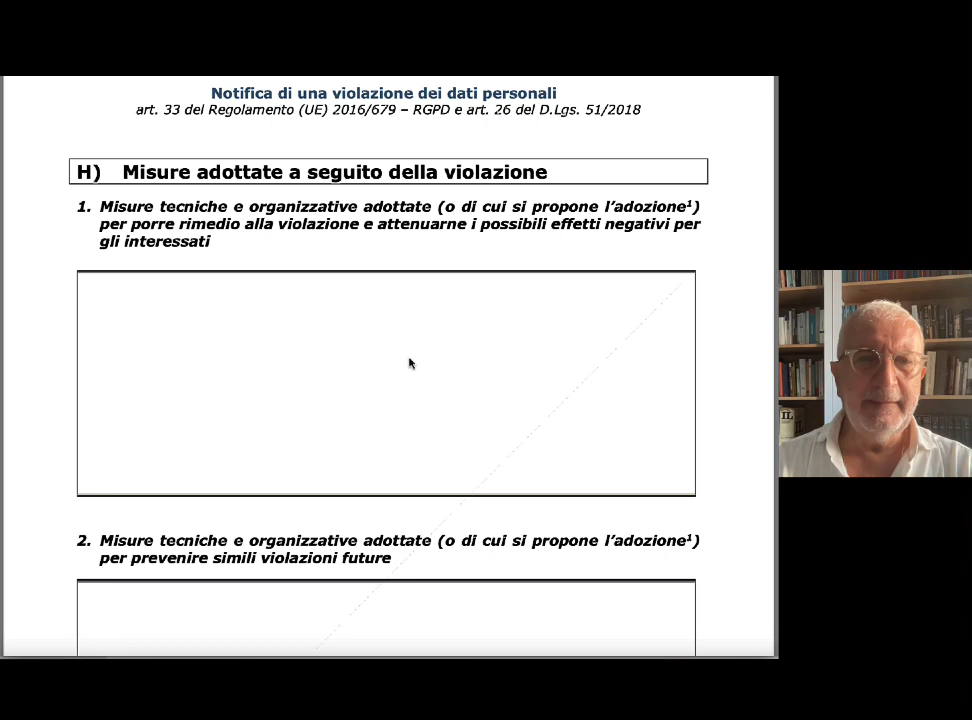 Notifica di una violazione dei dati personali
art. 33 del Regolamento (UE) 2016/679 – RGPD e art. 26 del D.Lgs. 51/2018
H) Misure adottate a seguito della violazione
1. Misure tecniche e organizzative adottate (o di cui si propone l’adozione¹)
per porre rimedio alla violazione e attenuarne i possibili effetti negativi per
gli interessati
2. Misure tecniche e organizzative adottate (o di cui si propone l’adozione¹)
per prevenire simili violazioni future